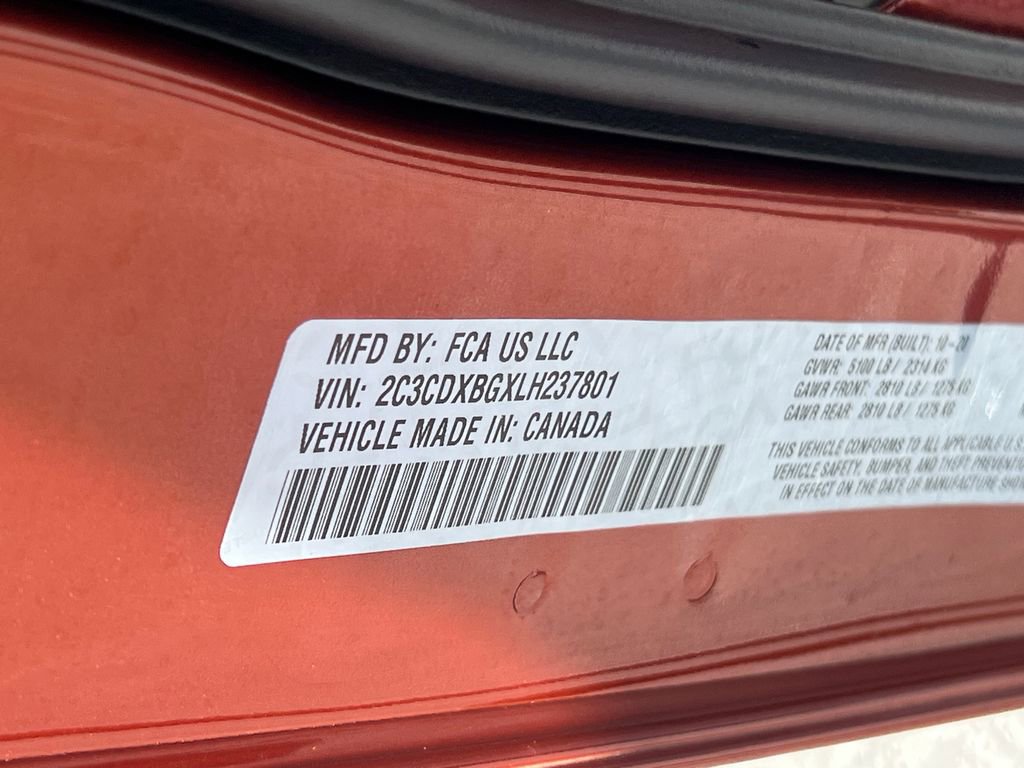 MFD BY: FCA US LLC
VIN: 2C3CDXBGXLH237801
VEHICLE MADE IN: CANADA
DATE OF MFR (BUILT): 10-20
GVWR: 5100 LB / 2314 KG
GAWR FRONT: 2810 LB / 1275 KG
GAWR REAR: 2810 LB / 1275 KG
THIS VEHICLE CONFORMS TO ALL APPLICABLE U.S.
VEHICLE SAFETY, BUMPER, AND THEFT PREVENTION
IN EFFECT ON THE DATE OF MANUFACTURE